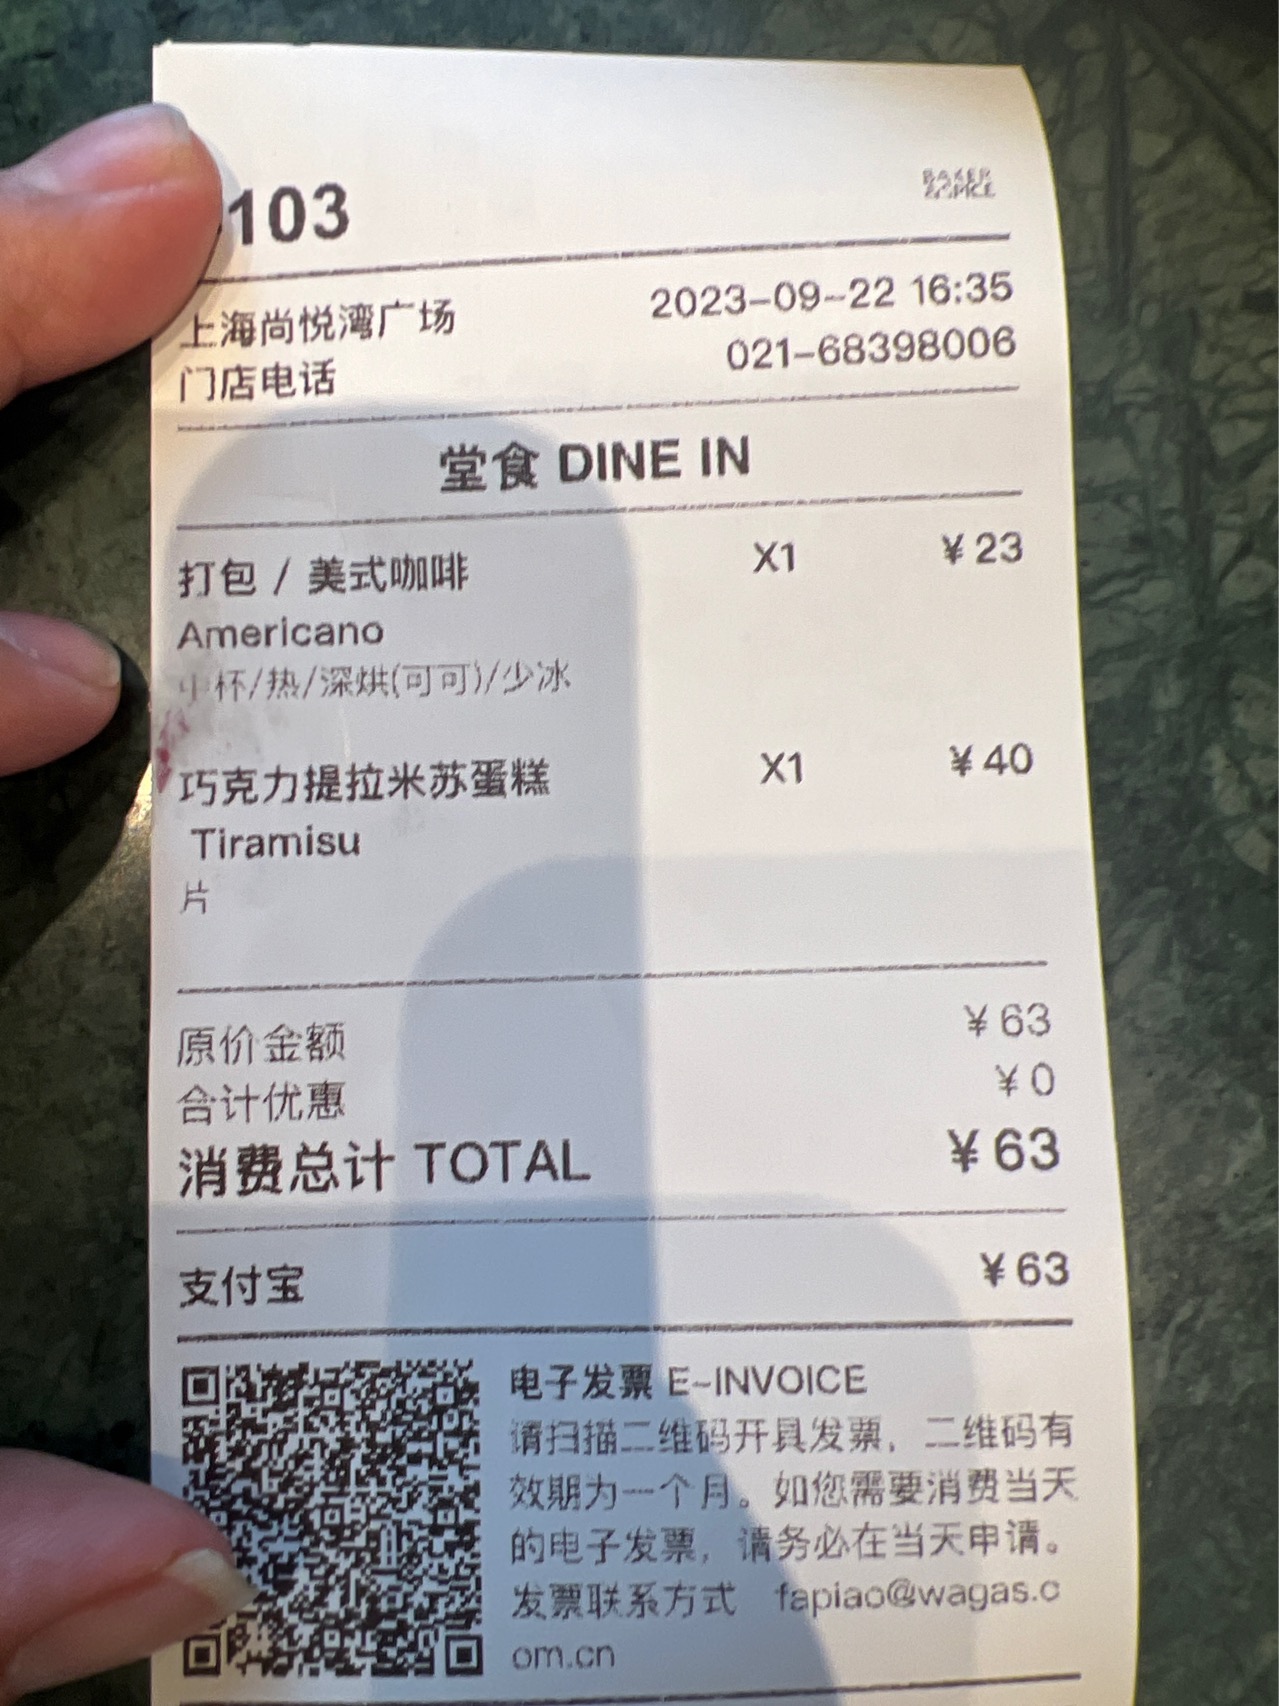 103
BAKER
&SPICE
上海尚悦湾广场 2023-09-22 16:35
门店电话 021-68398006
堂食 DINE IN
打包 / 美式咖啡 X1 ¥23
Americano
中杯/热/深烘(可可)/少冰
巧克力提拉米苏蛋糕 X1 ¥40
Tiramisu
片
原价金额 ¥63
合计优惠 ¥0
消费总计 TOTAL ¥63
支付宝 ¥63
电子发票 E-INVOICE
请扫描二维码开具发票，二维码有
效期为一个月。如您需要消费当天
的电子发票，请务必在当天申请。
发票联系方式 fapiao@wagas.c
om.cn